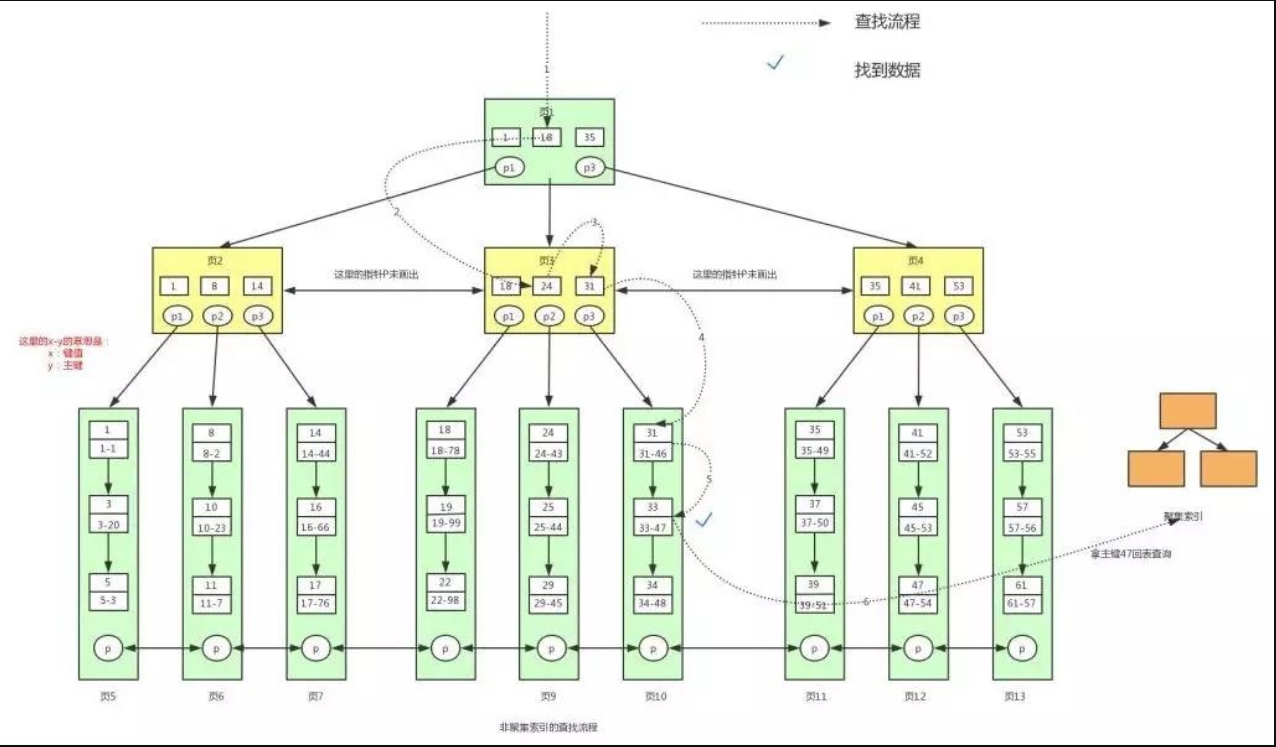 查找流程
找到数据
1
页1
1 18 35
p1 p3
2
3
页2
1 8 14
p1 p2 p3
这里的指针P未画出
页3
18 24 31
p1 p2 p3
这里的指针P未画出
页4
35 41 53
p1 p2 p3
4
这里的x-y的意思是：
x：键值
y：主键
1
1-1
3
3-20
5
5-3
p
页5
8
8-2
10
10-23
11
11-7
p
页6
14
14-44
16
16-66
17
17-76
p
页7
18
18-78
19
19-99
22
22-98
p
24
24-43
25
25-44
29
29-45
p
页9
31
31-46
33
33-47
34
34-48
p
页10
5
6
35
35-49
37
37-50
39
39-51
p
页11
41
41-52
45
45-53
47
47-54
p
页12
53
53-55
57
57-56
61
61-57
p
页13
聚集索引
拿主键47回表查询
非聚集索引的查找流程